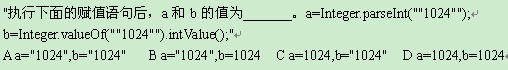 "执行下面的赋值语句后，a 和 b 的值为_______。a=Integer.parseInt(""1024"");
b=Integer.valueOf(""1024"").intValue();"
A a="1024",b="1024" B a="1024",b=1024 C a=1024,b="1024" D a=1024,b=1024